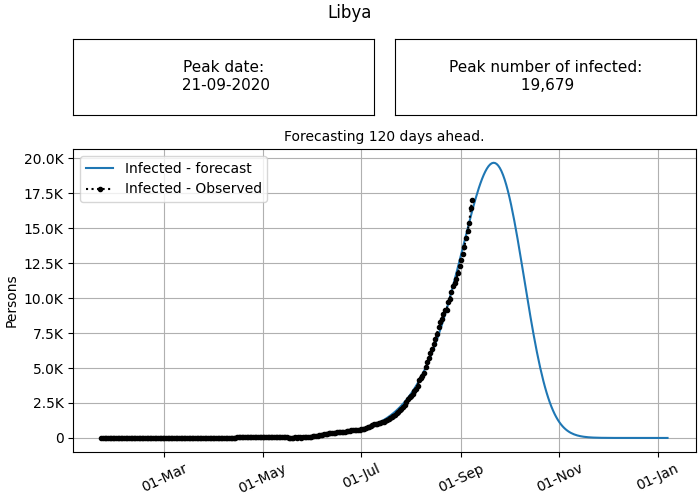 Libya
Peak date:
21-09-2020
Peak number of infected:
19,679
Forecasting 120 days ahead.
Infected - forecast
Infected - Observed
20.0K
17.5K
15.0K
12.5K
10.0K
7.5K
5.0K
2.5K
0
Persons
01-Mar
01-May
01-Jul
01-Sep
01-Nov
01-Jan